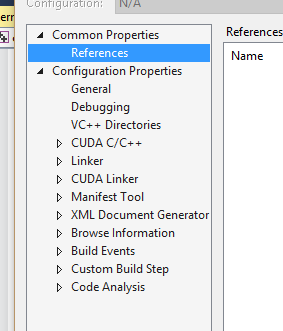 Configuration:
N/A
Common Properties
References
Configuration Properties
General
Debugging
VC++ Directories
CUDA C/C++
Linker
CUDA Linker
Manifest Tool
XML Document Generator
Browse Information
Build Events
Custom Build Step
Code Analysis
References
Name